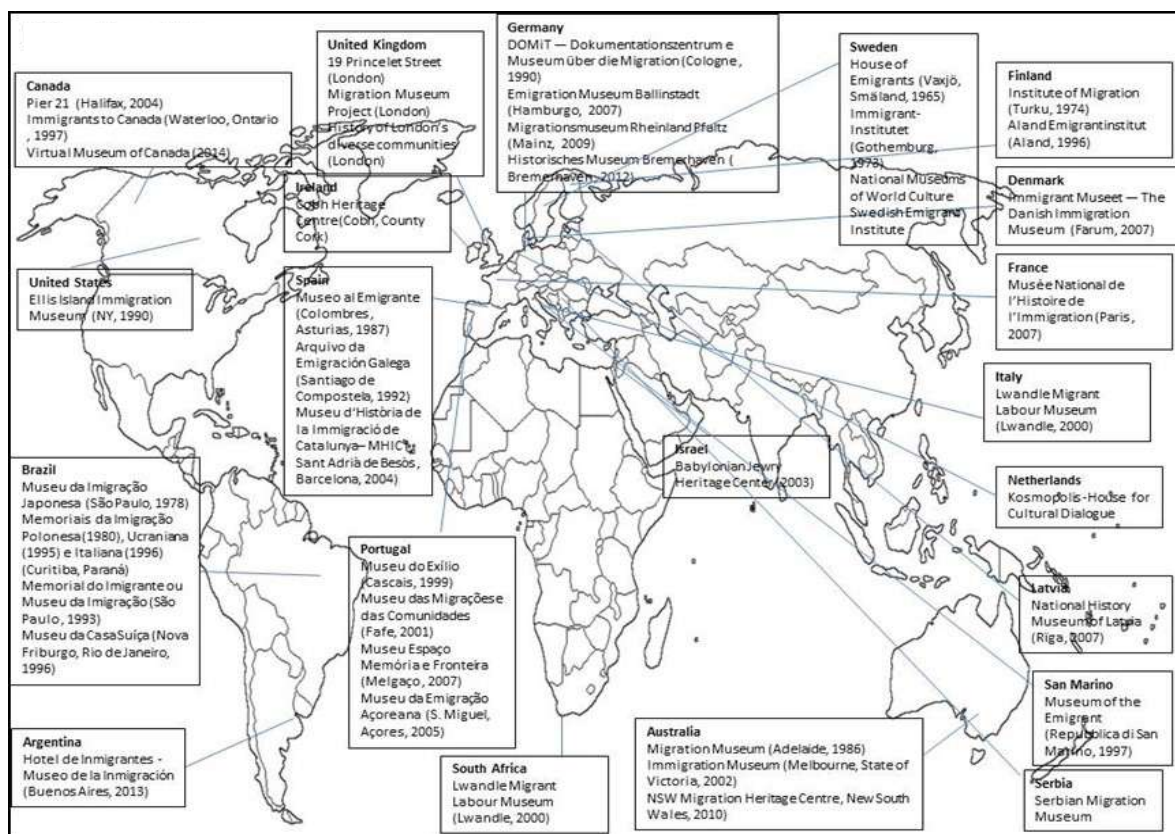 Canada
Pier 21 (Halifax, 2004)
Immigrants to Canada (Waterloo, Ontario
, 1997)
Virtual Museum of Canada (2014)
United Kingdom
19 Princelet Street
(London)
Migration Museum
Project (London)
History of London's
diverse communities
(London)
Germany
DOMiT — Dokumentationszentrum e
Museum über die Migration (Cologne,
1990)
Emigration Museum Ballinstadt
(Hamburgo, 2007)
Migrationsmuseum Rheinland Pfaltz
(Mainz, 2009)
Historisches Museum Bremerhaven (
Bremerhaven, 2012)
Sweden
House of
Emigrants (Vaxjö,
Småland, 1965)
Immigrant-
Institutet
(Gothemburg,
1973)
National Museums
of World Culture
Swedish Emigrant
Institute
Finland
Institute of Migration
(Turku, 1974)
Aland Emigrantinstitut
(Aland, 1996)
Ireland
Cobh Heritage
Centre (Cobh, County
Cork)
Denmark
Immigrant Museet — The
Danish Immigration
Museum (Farum, 2007)
United States
Ellis Island Immigration
Museum (NY, 1990)
Spain
Museo al Emigrante
(Colombres,
Asturias, 1987)
Arquivo da
Emigración Galega
(Santiago de
Compostela, 1992)
Museu d'Història de
la Immigració de
Catalunya– MHIC (
Sant Adrià de Besòs,
Barcelona, 2004)
France
Musée National de
l'Histoire de
l'Immigration (Paris,
2007)
Italy
Lwandle Migrant
Labour Museum
(Lwandle, 2000)
Israel
Babylonian Jewry
Heritage Center (2003)
Netherlands
Kosmopolis-House for
Cultural Dialogue
Brazil
Museu da Imigração
Japonesa (São Paulo, 1978)
Memoriais da Imigração
Polonesa (1980), Ucraniana
(1995) e Italiana (1996)
(Curitiba, Paraná)
Memorial do Imigrante ou
Museu da Imigração (São
Paulo, 1993)
Museu da Casa Suíça (Nova
Friburgo, Rio de Janeiro,
1996)
Portugal
Museu do Exílio
(Cascais, 1999)
Museu das Migrações e
das Comunidades
(Fafe, 2001)
Museu Espaço
Memória e Fronteira
(Melgaço, 2007)
Museu da Emigração
Açoreana (S. Miguel,
Açores, 2005)
Latvia
National History
Museum of Latvia
(Riga, 2007)
San Marino
Museum of the
Emigrant
(Repubblica di San
Marino, 1997)
Argentina
Hotel de Inmigrantes -
Museo de la Inmigración
(Buenos Aires, 2013)
South Africa
Lwandle Migrant
Labour Museum
(Lwandle, 2000)
Australia
Migration Museum (Adelaide, 1986)
Immigration Museum (Melbourne, State of
Victoria, 2002)
NSW Migration Heritage Centre, New South
Wales, 2010)
Serbia
Serbian Migration
Museum